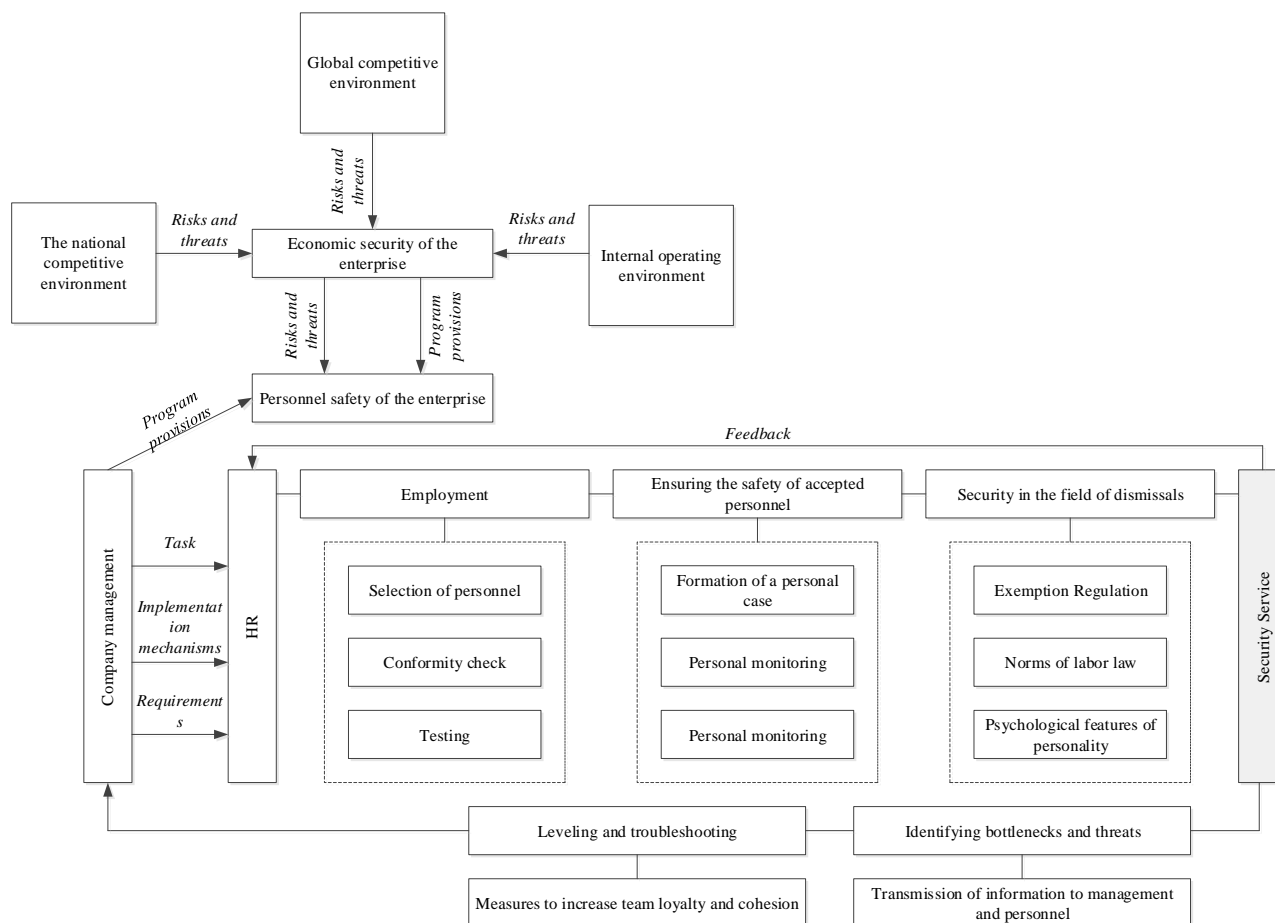 Global competitive
environment
Risks and
threats
The national
competitive
environment
Risks and
threats
Economic security of the
enterprise
Risks and
threats
Internal operating
environment
Risks and
threats
Program
provisions
Personnel safety of the enterprise
Program
provisions
Feedback
Company management
Task
Implementat
ion
mechanisms
Requirement
s
HR
Employment
Selection of personnel
Conformity check
Testing
Ensuring the safety of accepted
personnel
Formation of a personal
case
Personal monitoring
Personal monitoring
Security in the field of dismissals
Exemption Regulation
Norms of labor law
Psychological features of
personality
Security Service
Leveling and troubleshooting
Identifying bottlenecks and threats
Measures to increase team loyalty and cohesion
Transmission of information to management
and personnel